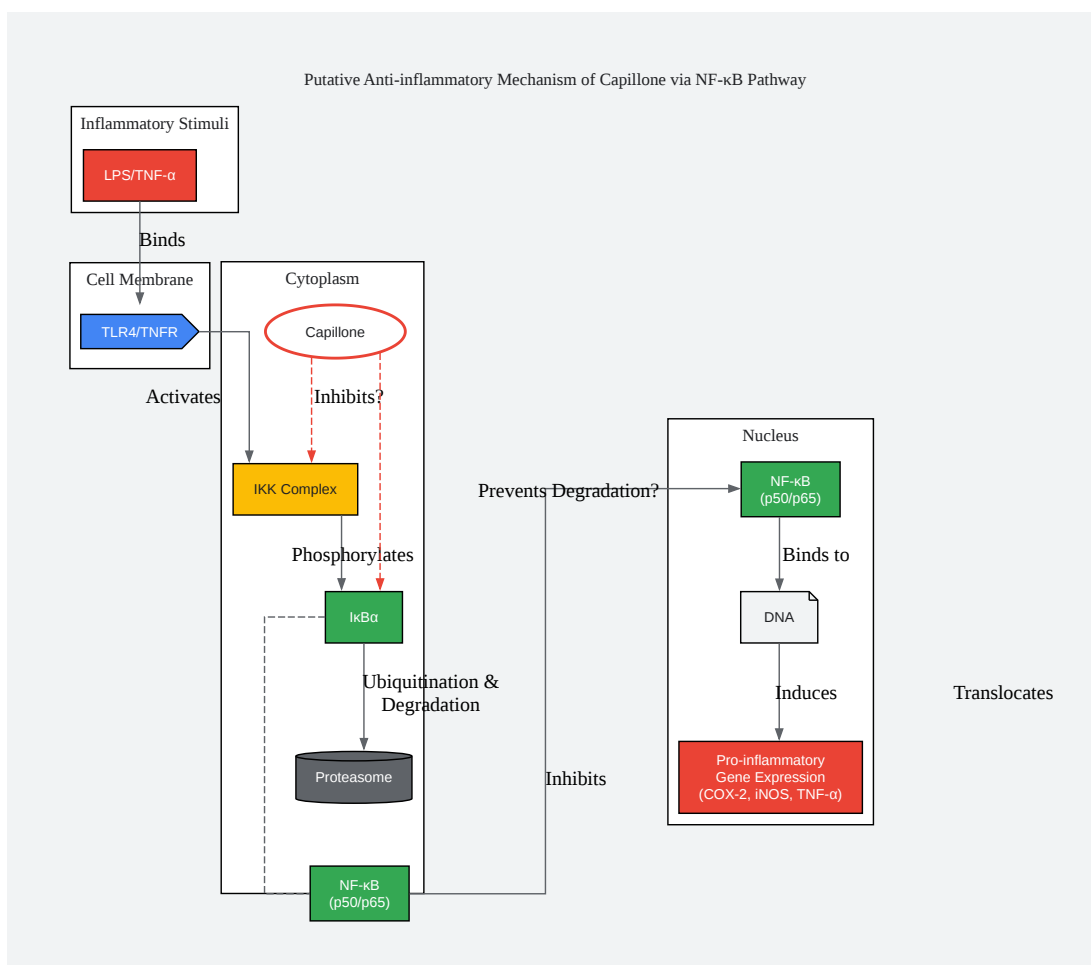 Putative Anti-inflammatory Mechanism of Capillone via NF-κB Pathway
Inflammatory Stimuli
LPS/TNF-α
Binds
Cell Membrane
TLR4/TNFR
Activates
Cytoplasm
Capillone
Inhibits?
IKK Complex
Phosphorylates
IκBα
Ubiquitination &
Degradation
Proteasome
NF-κB
(p50/p65)
Prevents Degradation?
Inhibits
Nucleus
NF-κB
(p50/p65)
Binds to
DNA
Induces
Pro-inflammatory
Gene Expression
(COX-2, iNOS, TNF-α)
Translocates